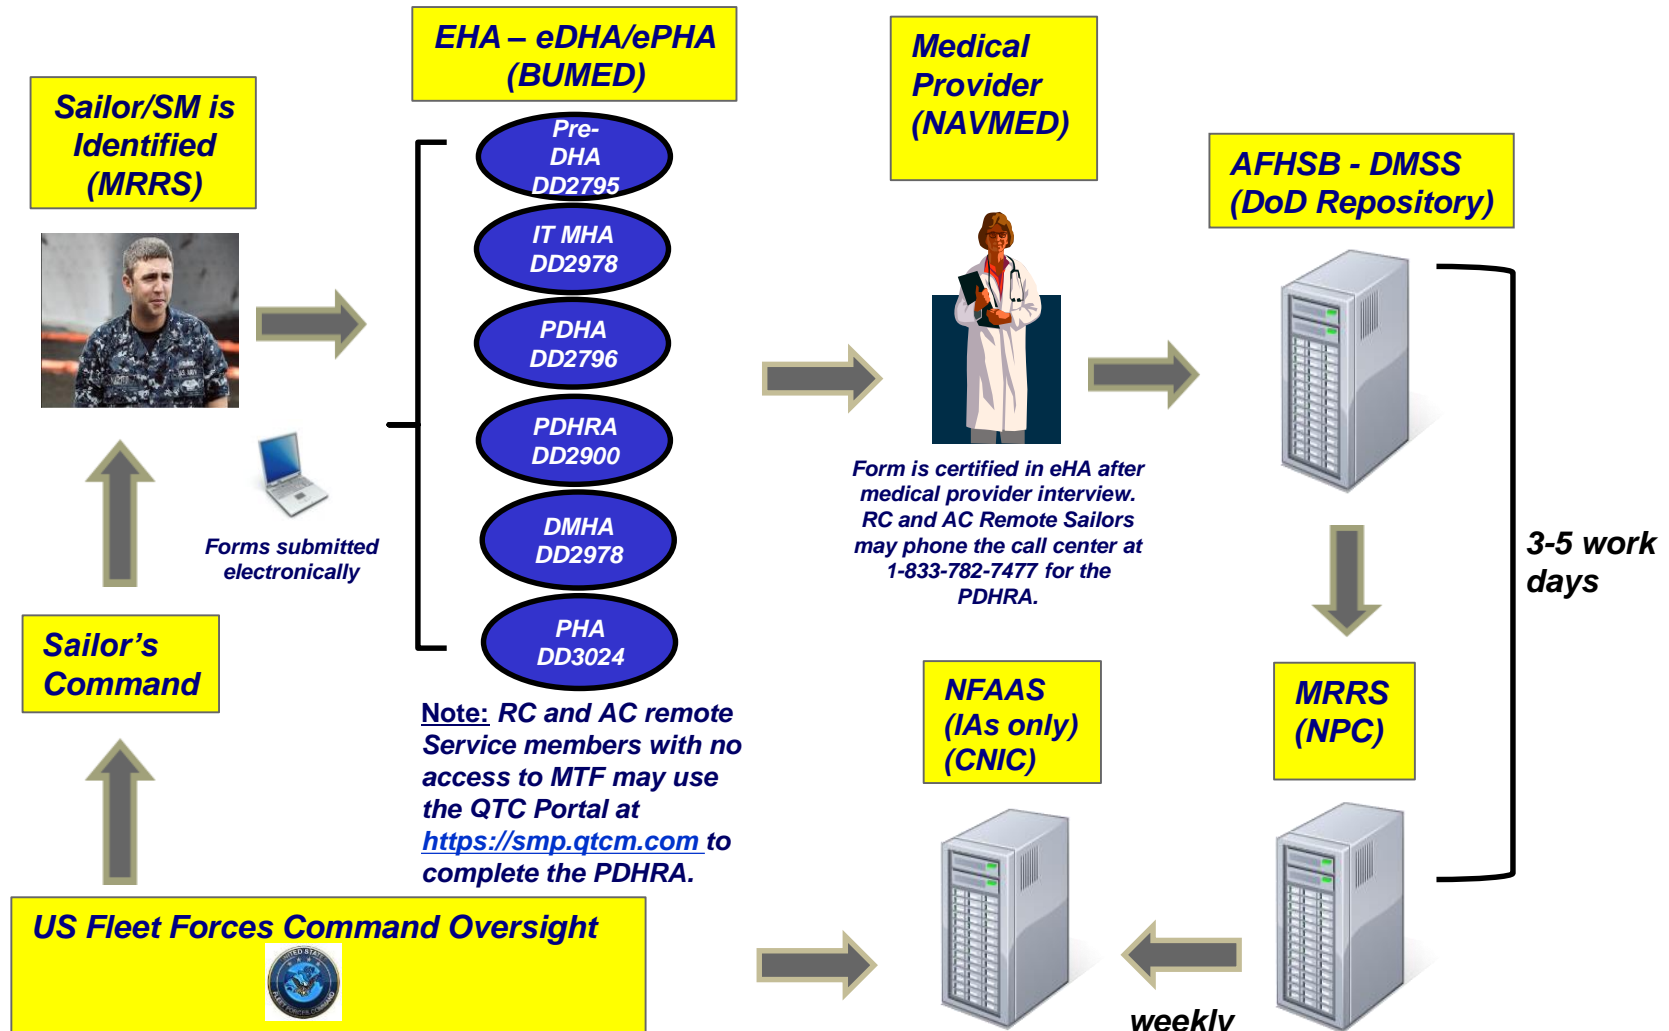 Sailor/SM is
Identified
(MRRS)
EHA – eDHA/ePHA
(BUMED)
Pre-
DHA
DD2795
IT MHA
DD2978
PDHA
DD2796
PDHRA
DD2900
DMHA
DD2978
PHA
DD3024
Note: RC and AC remote
Service members with no
access to MTF may use
the QTC Portal at
https://smp.qtcm.com to
complete the PDHRA.
Forms submitted
electronically
Medical
Provider
(NAVMED)
Form is certified in eHA after
medical provider interview.
RC and AC Remote Sailors
may phone the call center at
1-833-782-7477 for the
PDHRA.
AFHSB - DMSS
(DoD Repository)
3-5 work
days
MRRS
(NPC)
NFAAS
(IAs only)
(CNIC)
weekly
Sailor's
Command
US Fleet Forces Command Oversight
FLEET FORCES COMMAND